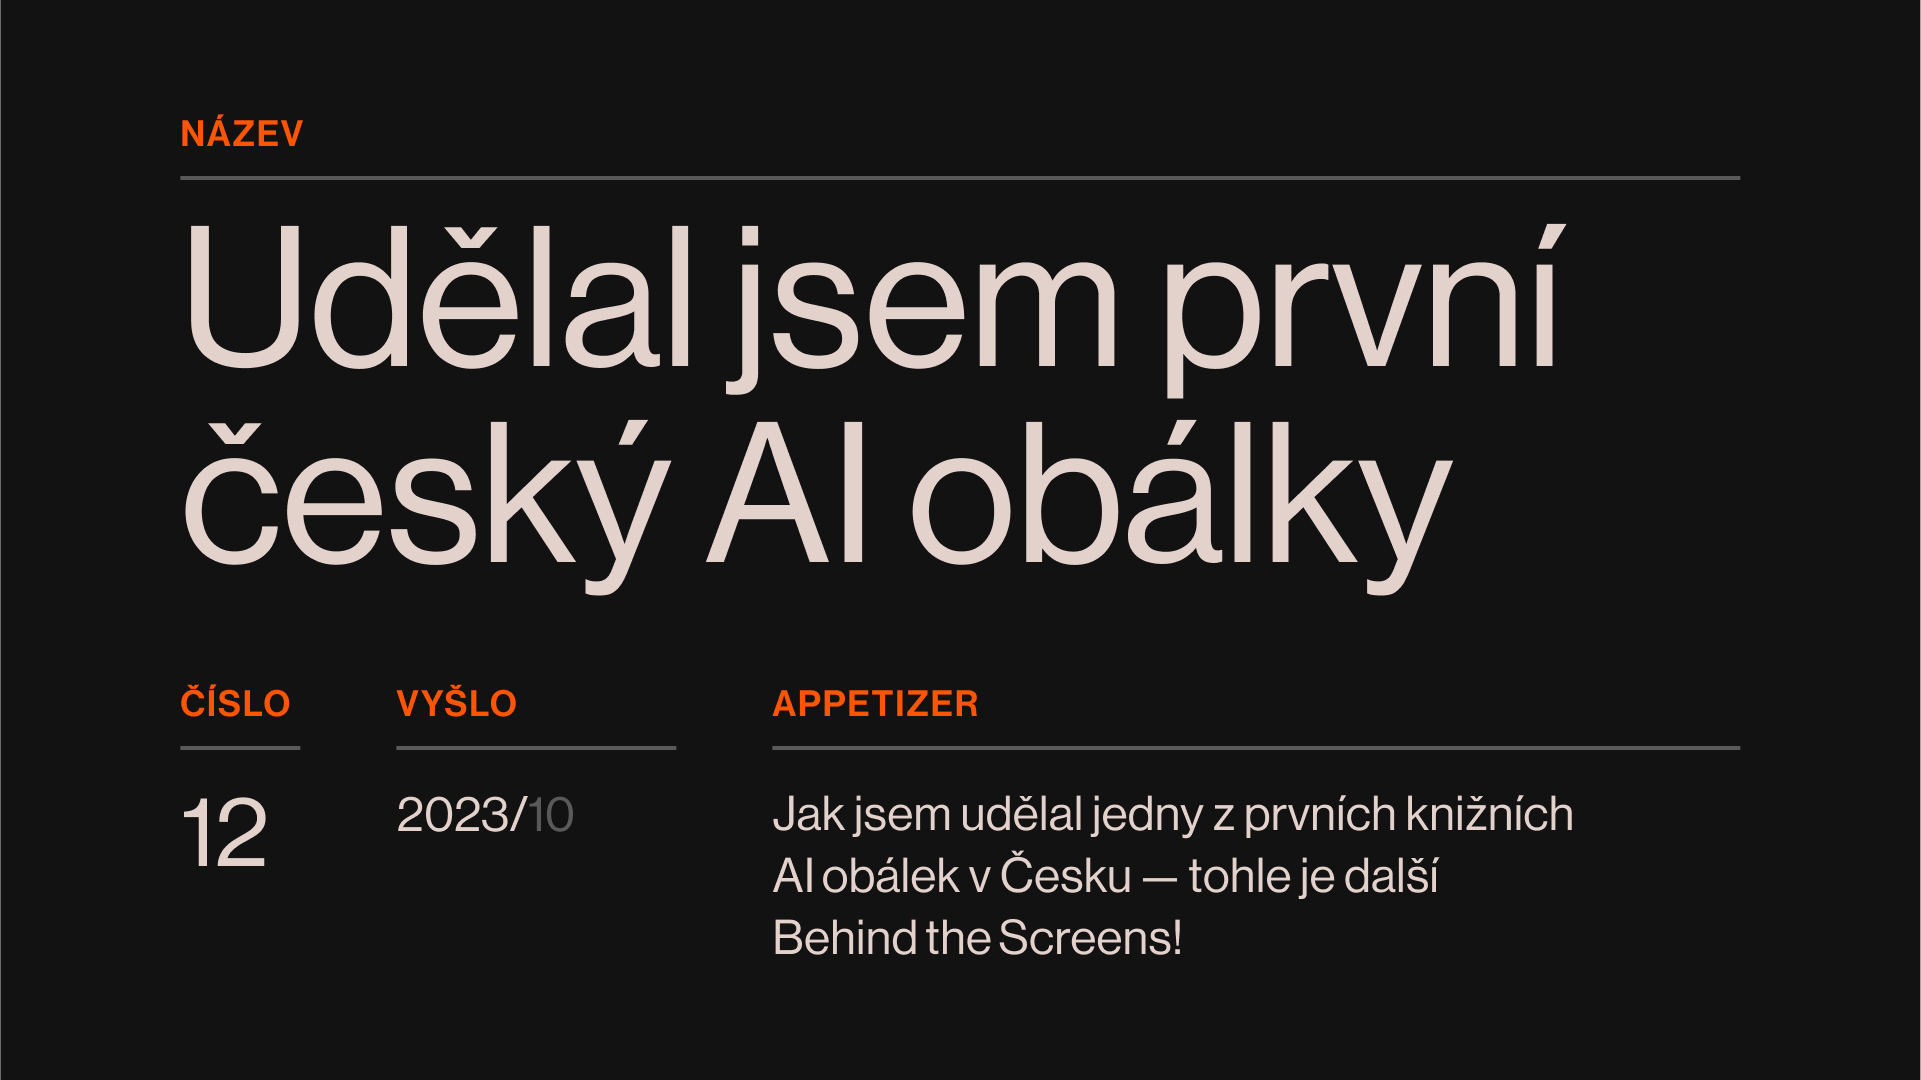 NÁZEV
Udělal jsem první
český AI obálky
ČÍSLO
12
VYŠLO
2023/10
APPETIZER
Jak jsem udělal jedny z prvních knižních
AI obálek v Česku — tohle je další
Behind the Screens!